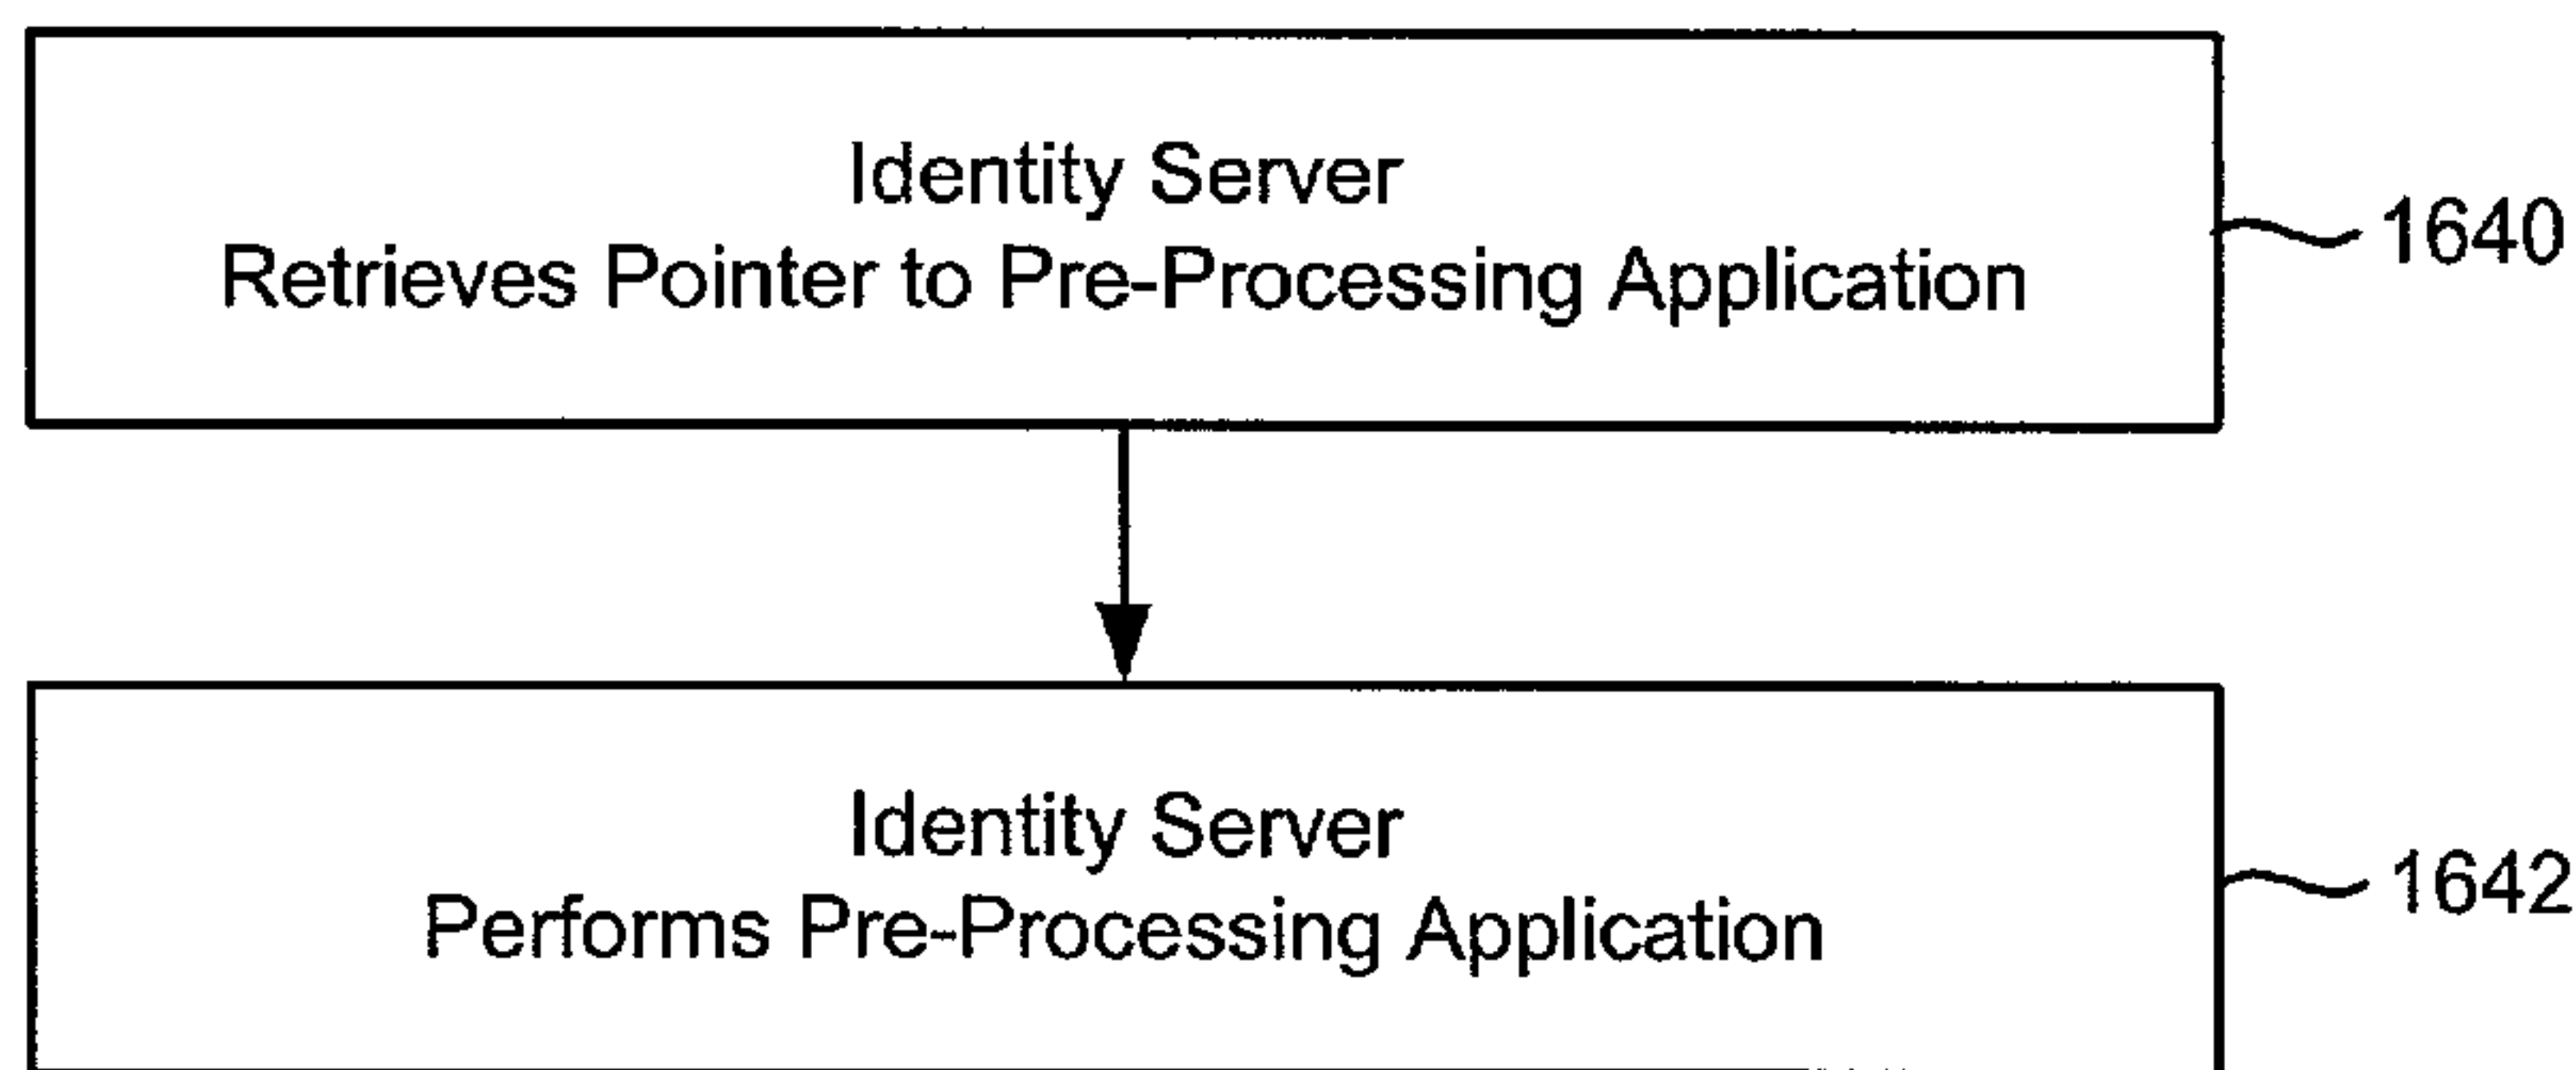 Identity Server
Retrieves Pointer to Pre-Processing Application
1640
Identity Server
Performs Pre-Processing Application
1642